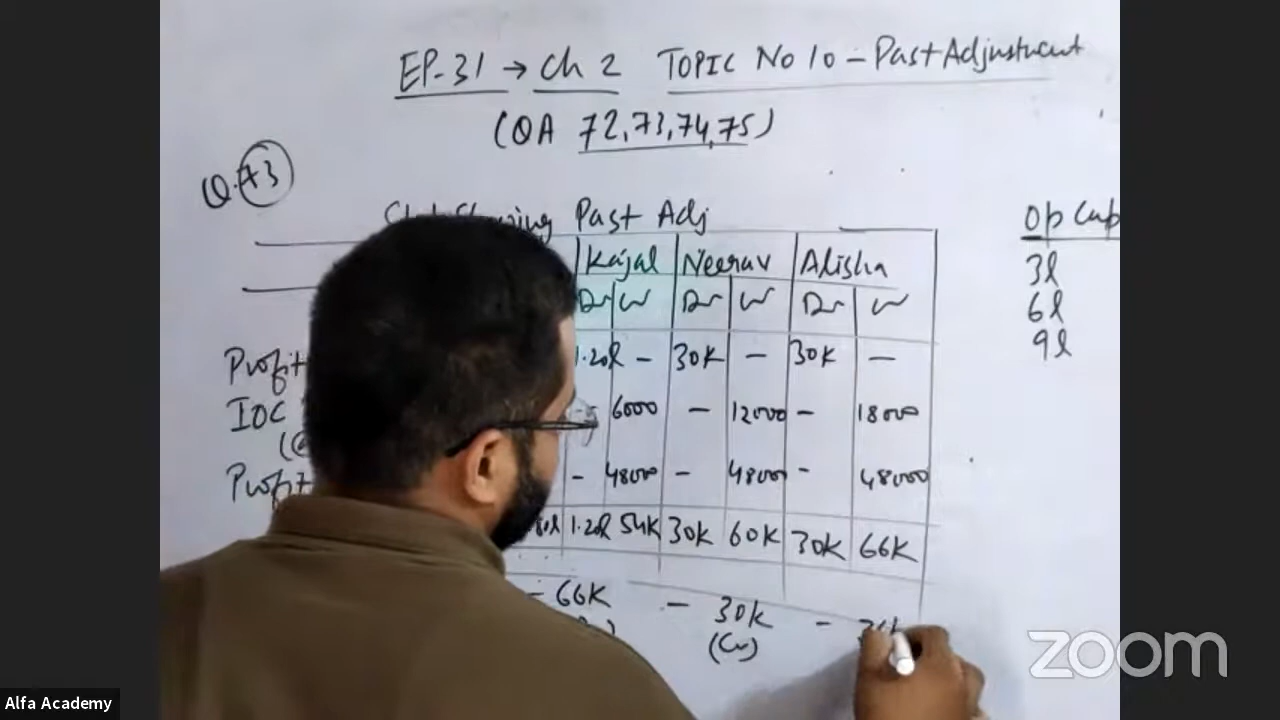 EP-31 → Ch 2 TOPIC No 10 - Past Adjustment
(QA 72,73,74,75)
Q.73
Past Adj
Op Cap
Kajal Neerav Alisha
3l
Dr Cr Dr Cr Dr Cr
6l
9l
Profit 1.20l - 30K - 30K -
IOC - 6000 - 12000 - 18000
(@
Profit - 48000 - 48000 - 48000
1.20l 54K 30K 60K 30K 66K
- 66K - 30K -
(Cr)
zoom
Alfa Academy